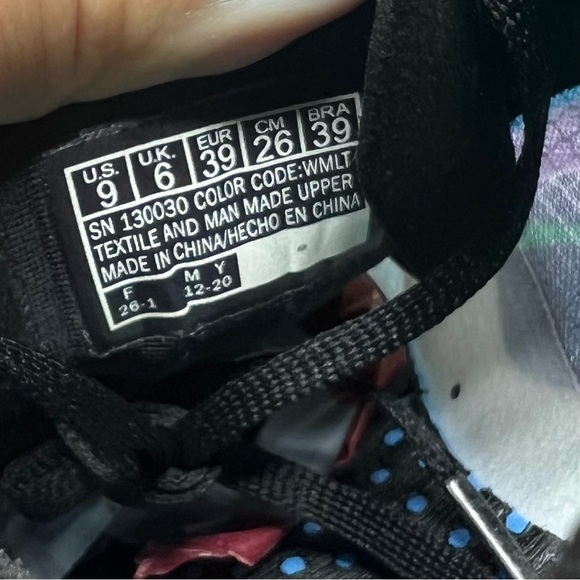 U.S. U.K. EUR CM BRA
9 6 39 26 39
SN 130030 COLOR CODE:WMLT
TEXTILE AND MAN MADE UPPER
MADE IN CHINA/HECHO EN CHINA
F M Y
26-1 12-20